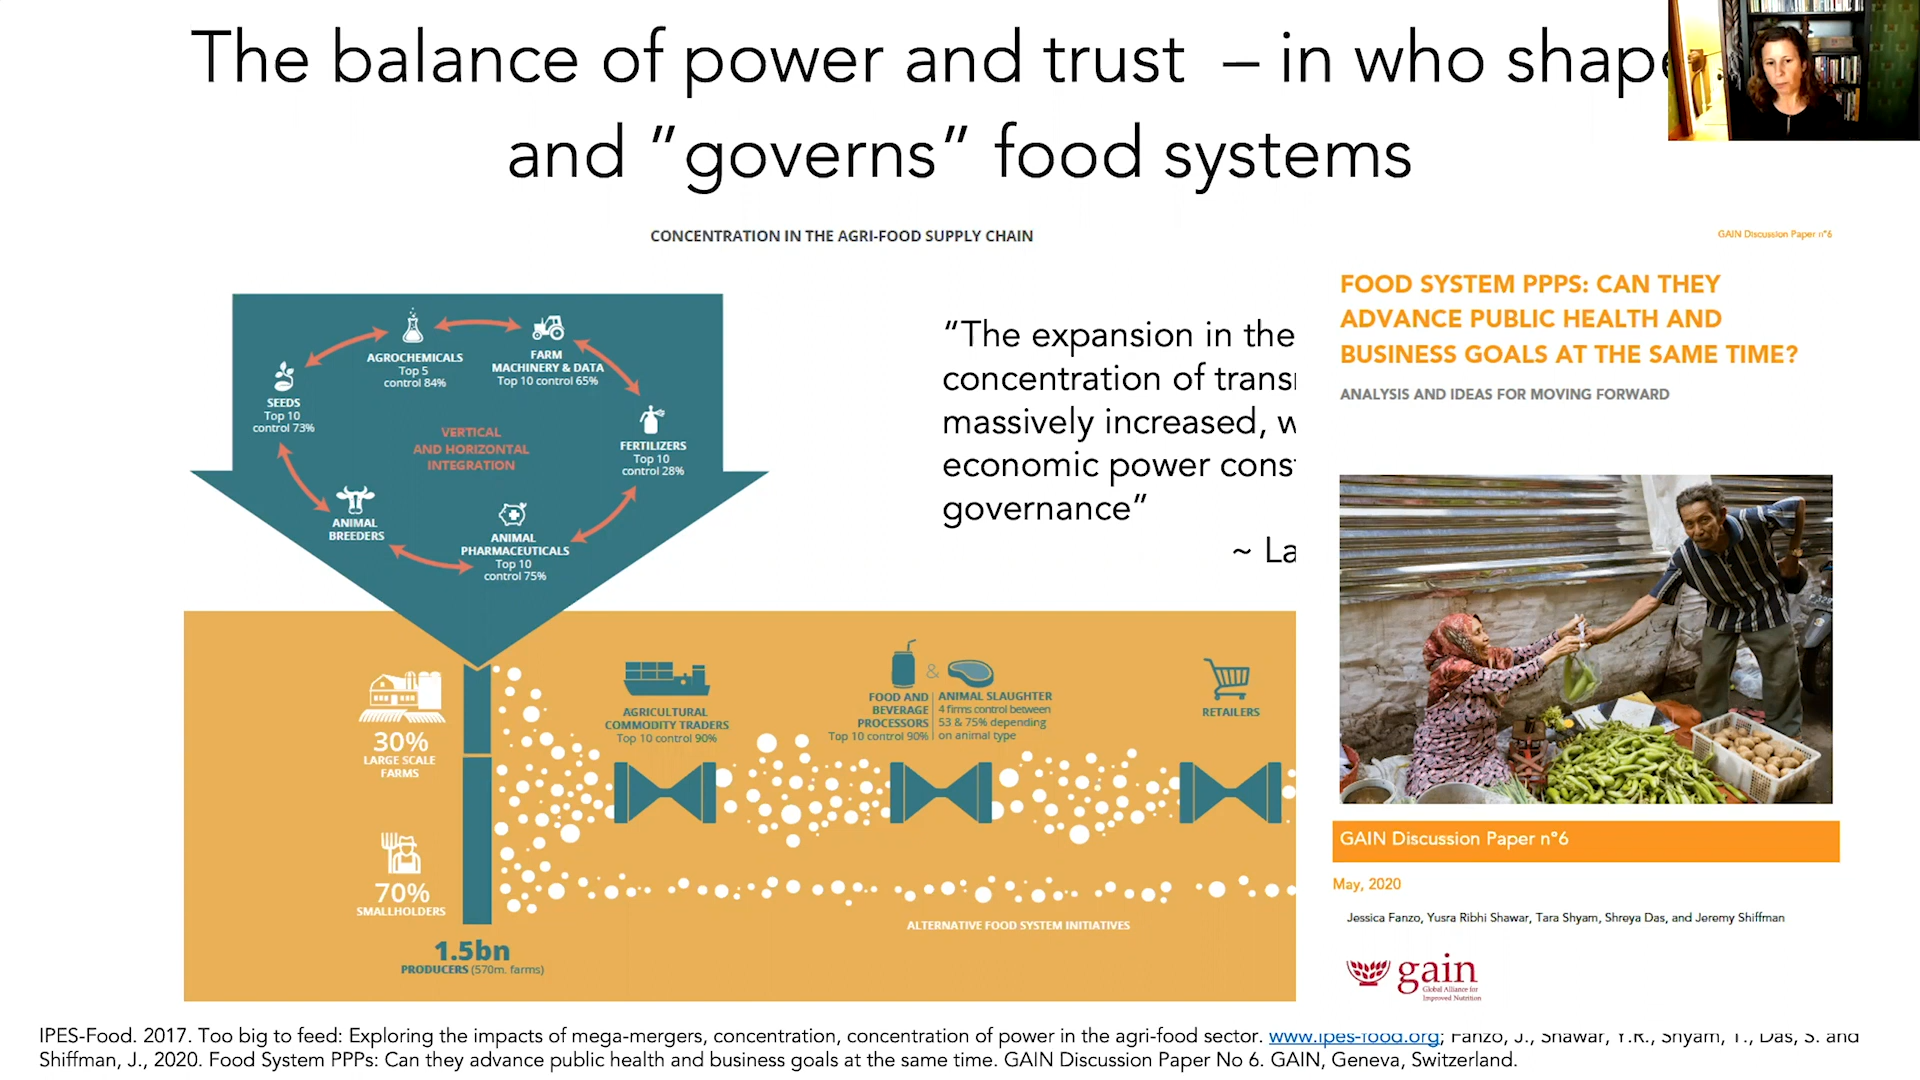 The balance of power and trust – in who shape
and ”governs” food systems
CONCENTRATION IN THE AGRI-FOOD SUPPLY CHAIN
AGROCHEMICALS
Top 5
control 84%
FARM
MACHINERY & DATA
Top 10 control 65%
SEEDS
Top 10
control 73%
VERTICAL
AND HORIZONTAL
INTEGRATION
FERTILIZERS
Top 10
control 28%
ANIMAL
BREEDERS
ANIMAL
PHARMACEUTICALS
Top 10
control 75%
“The expansion in the
concentration of
massively increased,
economic power
governance”
~ La
30%
LARGE SCALE
FARMS
70%
SMALLHOLDERS
1.5bn
PRODUCERS (570m. farms)
AGRICULTURAL
COMMODITY TRADERS
Top 10 control 90%
&
FOOD AND
BEVERAGE
PROCESSORS
Top 10 control 90%
ANIMAL SLAUGHTER
4 firms control between
53 & 75% depending
on animal type
RETAILERS
ALTERNATIVE FOOD SYSTEM INITIATIVES
GAIN Discussion Paper n°6
FOOD SYSTEM PPPS: CAN THEY
ADVANCE PUBLIC HEALTH AND
BUSINESS GOALS AT THE SAME TIME?
ANALYSIS AND IDEAS FOR MOVING FORWARD
GAIN Discussion Paper n°6
May, 2020
Jessica Fanzo, Yusra Ribhi Shawar, Tara Shyam, Shreya Das, and Jeremy Shiffman
gain
Global Alliance for
Improved Nutrition
IPES-Food. 2017. Too big to feed: Exploring the impacts of mega-mergers, concentration, concentration of power in the agri-food sector. www.ipes-food.org; Fanzo, J., Shawar, Y.R., Shyam, T., Das, S. and
Shiffman, J., 2020. Food System PPPs: Can they advance public health and business goals at the same time. GAIN Discussion Paper No 6. GAIN, Geneva, Switzerland.